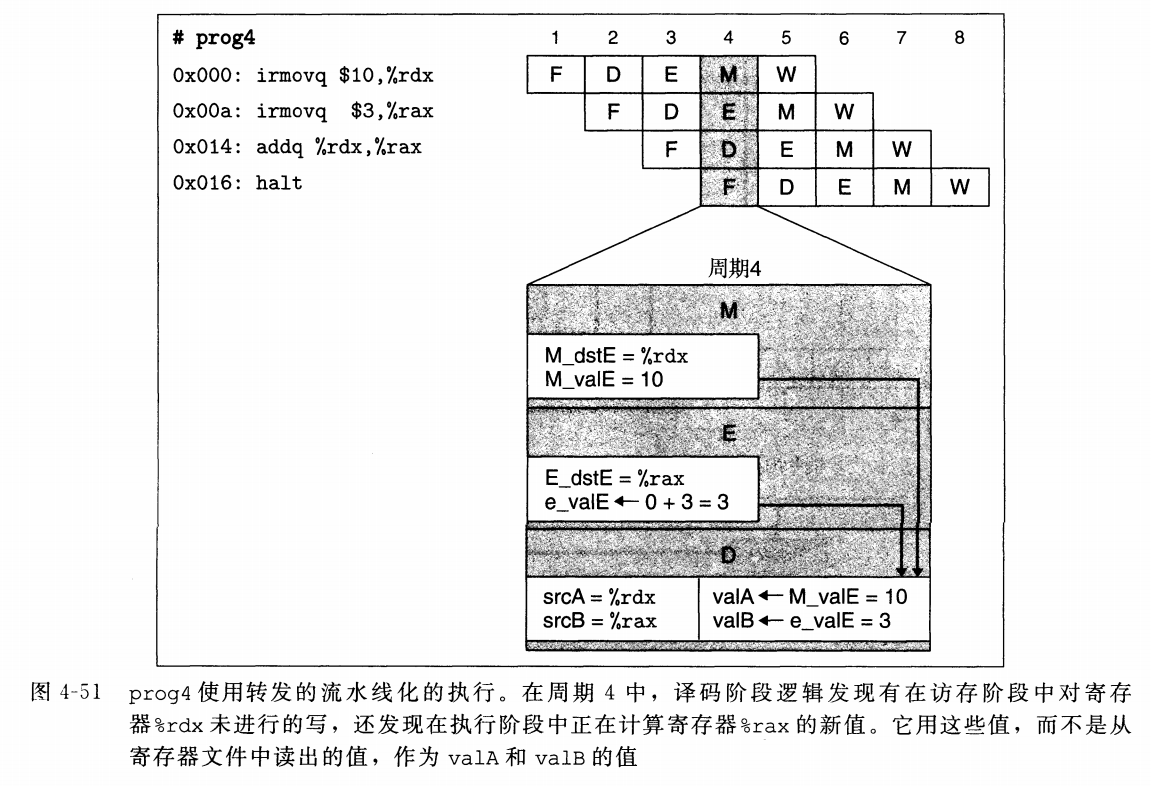 # prog4
1 2 3 4 5 6 7 8
0x000: irmovq $10,%rdx F D E M W
0x00a: irmovq $3,%rax F D E M W
0x014: addq %rdx,%rax F D E M W
0x016: halt F D E M W
周期4
M
M_dstE = %rdx
M_valE = 10
E
E_dstE = %rax
e_valE ← 0 + 3 = 3
D
srcA = %rdx valA ← M_valE = 10
srcB = %rax valB ← e_valE = 3
图 4-51 prog4 使用转发的流水线化的执行。在周期 4 中，译码阶段逻辑发现有在访存阶段中对寄存
器%rdx 未进行的写，还发现在执行阶段中正在计算寄存器%rax 的新值。它用这些值，而不是从
寄存器文件中读出的值，作为 valA 和 valB 的值